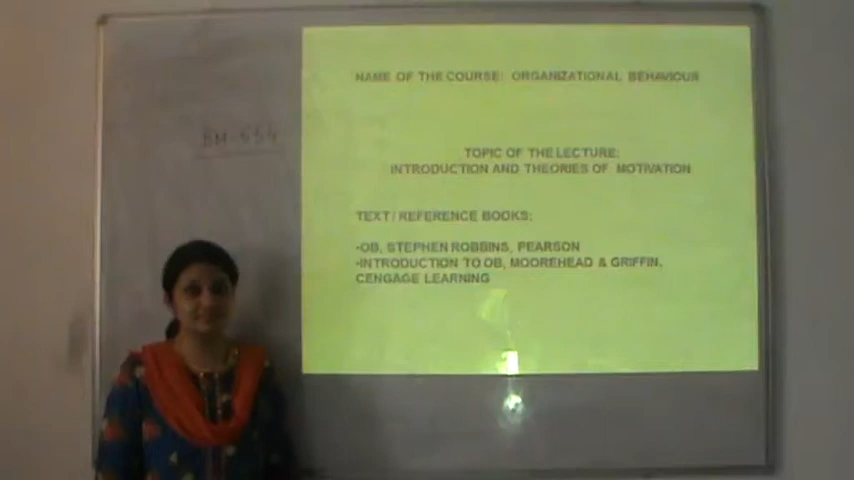 NAME OF THE COURSE: ORGANIZATIONAL BEHAVIOUR
TOPIC OF THE LECTURE:
INTRODUCTION AND THEORIES OF MOTIVATION
TEXT / REFERENCE BOOKS:
•OB, STEPHEN ROBBINS, PEARSON
•INTRODUCTION TO OB, MOOREHEAD & GRIFFIN,
CENGAGE LEARNING